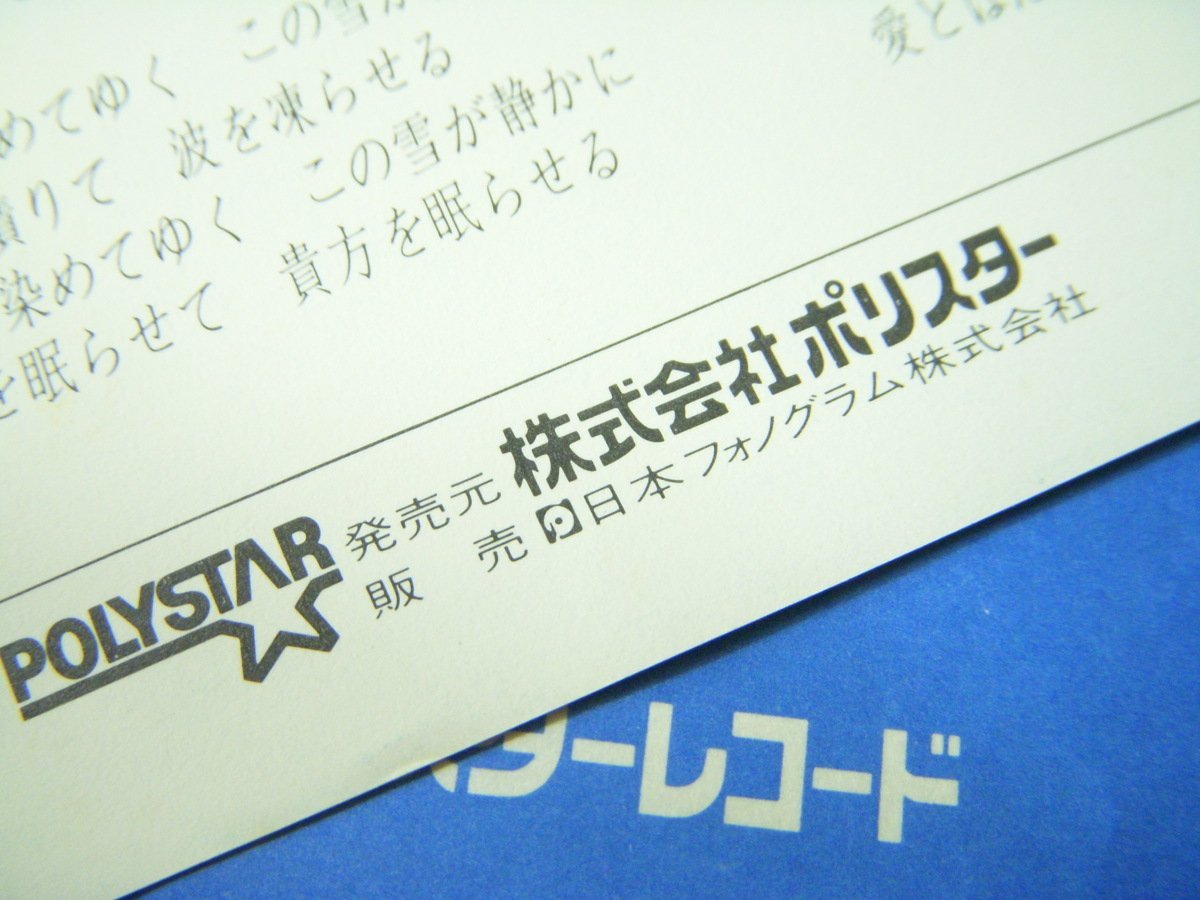 めてゆく　この雪が
積りて　波を凍らせる
染めてゆく　この雪が静かに
を眠らせて　貴方を眠らせる
愛とは
POLYSTAR
発売元 株式会社ポリスター
販売 日本フォノグラム株式会社
スターレコード